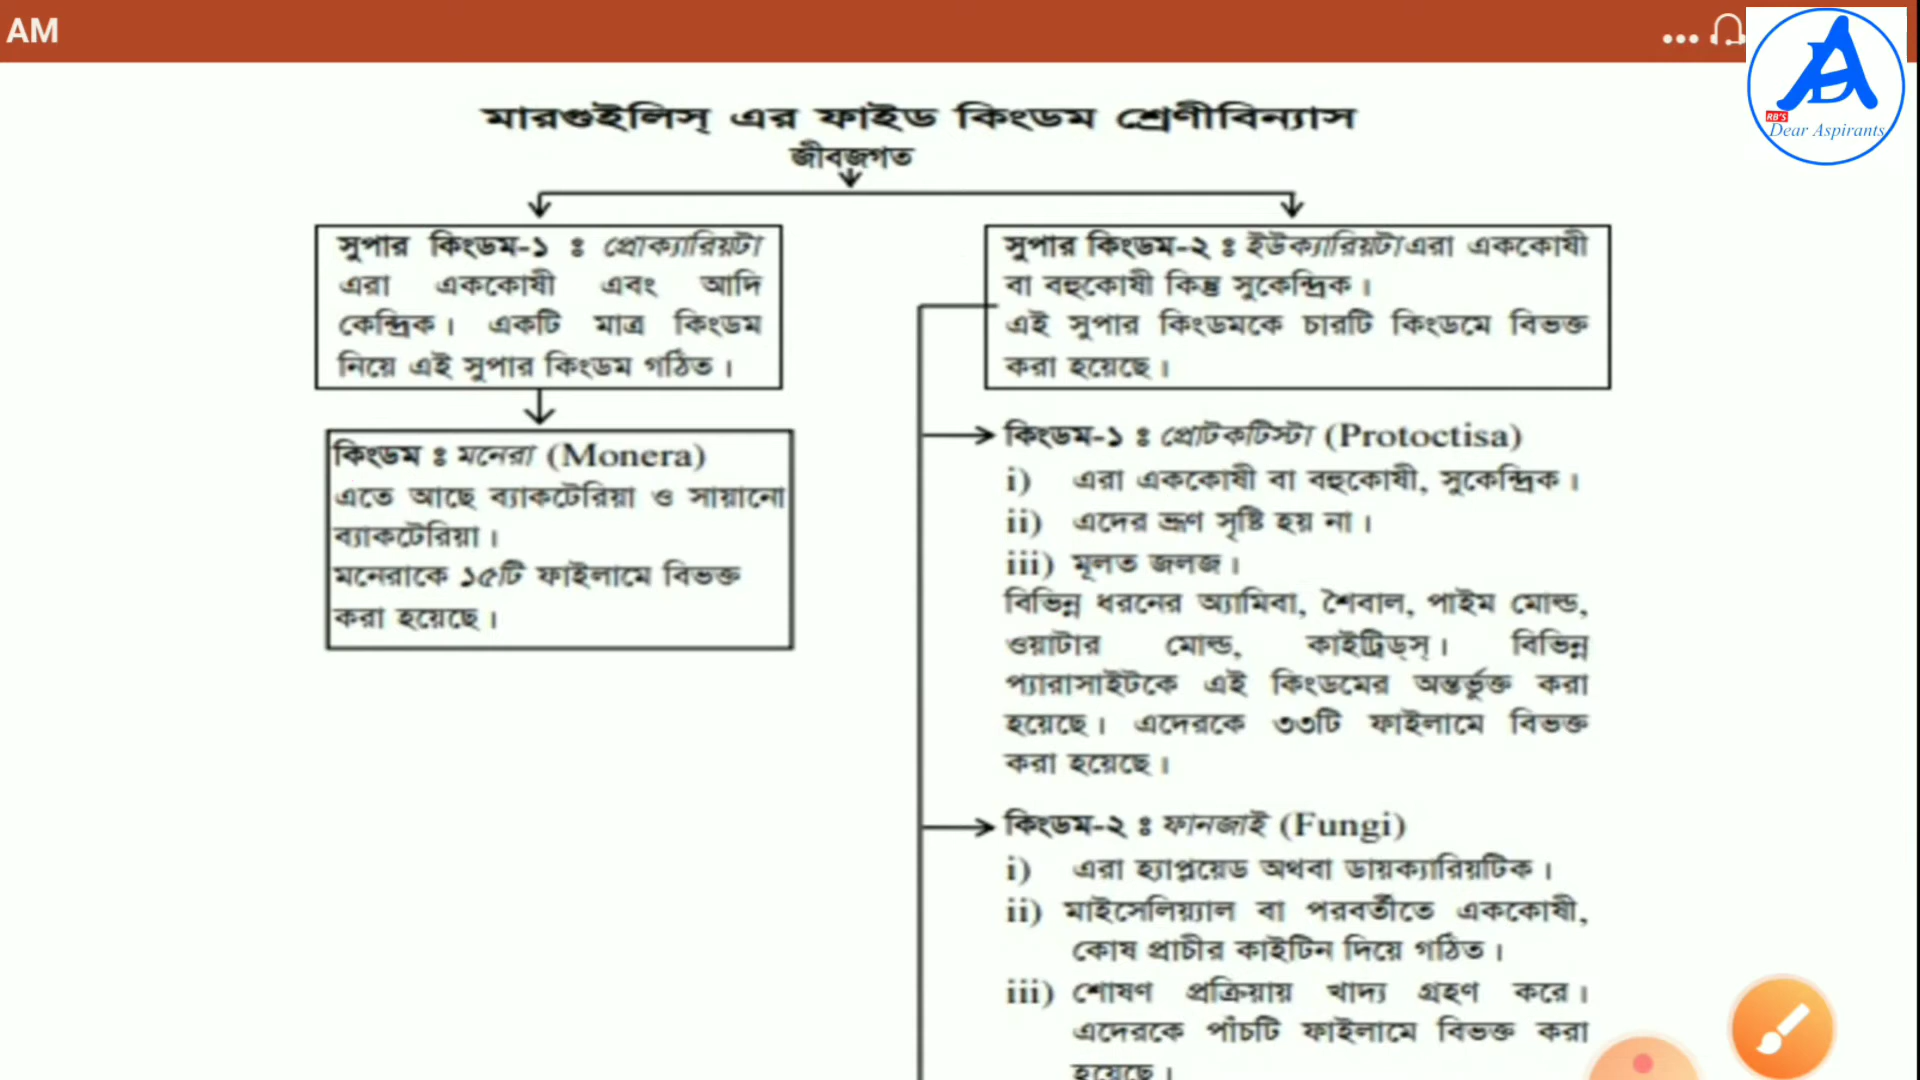 AM
RB'S
Dear Aspirants
মারগুইলিস্ এর ফাইভ কিংডম শ্রেণীবিন্যাস
জীবজগত
সুপার কিংডম-১ ঃ প্রোক্যারিয়টা
এরা এককোষী এবং আদি
কেন্দ্রিক। একটি মাত্র কিংডম
নিয়ে এই সুপার কিংডম গঠিত।
কিংডম ঃ মনেরা (Monera)
এতে আছে ব্যাকটেরিয়া ও সায়ানো
ব্যাকটেরিয়া।
মনেরাকে ১৫টি ফাইলামে বিভক্ত
করা হয়েছে।
সুপার কিংডম-২ ঃ ইউক্যারিয়টা এরা এককোষী
বা বহুকোষী কিন্তু সুকেন্দ্রিক।
এই সুপার কিংডমকে চারটি কিংডমে বিভক্ত
করা হয়েছে।
কিংডম-১ ঃ প্রোটকটিস্টা (Protoctisa)
i) এরা এককোষী বা বহুকোষী, সুকেন্দ্রিক।
ii) এদের ভ্রূণ সৃষ্টি হয় না।
iii) মূলত জলজ।
বিভিন্ন ধরনের অ্যামিবা, শৈবাল, পাইম মোল্ড,
ওয়াটার মোল্ড, কাইট্রিড্স্। বিভিন্ন
প্যারাসাইটকে এই কিংডমের অন্তর্ভুক্ত করা
হয়েছে। এদেরকে ৩৩টি ফাইলামে বিভক্ত
করা হয়েছে।
কিংডম-২ ঃ ফানজাই (Fungi)
i) এরা হ্যাপ্লয়েড অথবা ডায়ক্যারিয়টিক।
ii) মাইসেলিয়্যাল বা পরবর্তীতে এককোষী,
কোষ প্রাচীর কাইটিন দিয়ে গঠিত।
iii) শোষণ প্রক্রিয়ায় খাদ্য গ্রহণ করে।
এদেরকে পাঁচটি ফাইলামে বিভক্ত করা
হয়েছে।